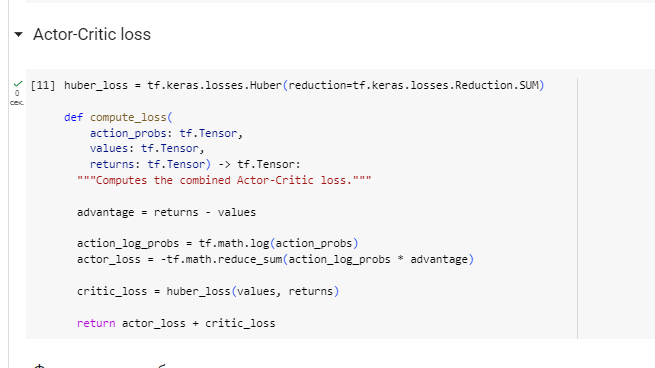 Actor-Critic loss
[11] huber_loss = tf.keras.losses.Huber(reduction=tf.keras.losses.Reduction.SUM)
0
сек.
def compute_loss(
action_probs: tf.Tensor,
values: tf.Tensor,
returns: tf.Tensor) -> tf.Tensor:
"""Computes the combined Actor-Critic loss."""
advantage = returns - values
action_log_probs = tf.math.log(action_probs)
actor_loss = -tf.math.reduce_sum(action_log_probs * advantage)
critic_loss = huber_loss(values, returns)
return actor_loss + critic_loss